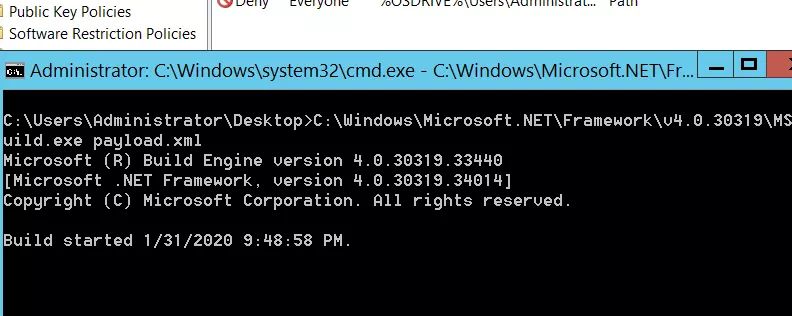 Public Key Policies
Software Restriction Policies
Deny Everyone %OSDRIVE%\Users\Administrat... Path
Administrator: C:\Windows\system32\cmd.exe - C:\Windows\Microsoft.NET\Fr...
C:\Users\Administrator\Desktop>C:\Windows\Microsoft.NET\Framework\v4.0.30319\MS
uild.exe payload.xml
Microsoft (R) Build Engine version 4.0.30319.33440
[Microsoft .NET Framework, version 4.0.30319.34014]
Copyright (C) Microsoft Corporation. All rights reserved.
Build started 1/31/2020 9:48:58 PM.